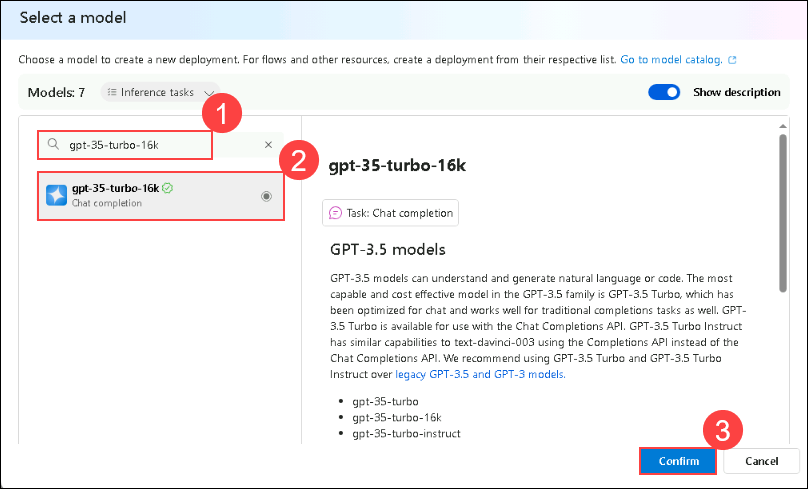 Select a model
Choose a model to create a new deployment. For flows and other resources, create a deployment from their respective list. Go to model catalog.
Models: 7
Inference tasks
Show description
1
gpt-35-turbo-16k
2
gpt-35-turbo-16k
Chat completion
gpt-35-turbo-16k
Task: Chat completion
GPT-3.5 models
GPT-3.5 models can understand and generate natural language or code. The most
capable and cost effective model in the GPT-3.5 family is GPT-3.5 Turbo, which has
been optimized for chat and works well for traditional completions tasks as well. GPT-
3.5 Turbo is available for use with the Chat Completions API. GPT-3.5 Turbo Instruct
has similar capabilities to text-davinci-003 using the Completions API instead of the
Chat Completions API. We recommend using GPT-3.5 Turbo and GPT-3.5 Turbo
Instruct over legacy GPT-3.5 and GPT-3 models.
• gpt-35-turbo
• gpt-35-turbo-16k
• gpt-35-turbo-instruct
3
Confirm
Cancel